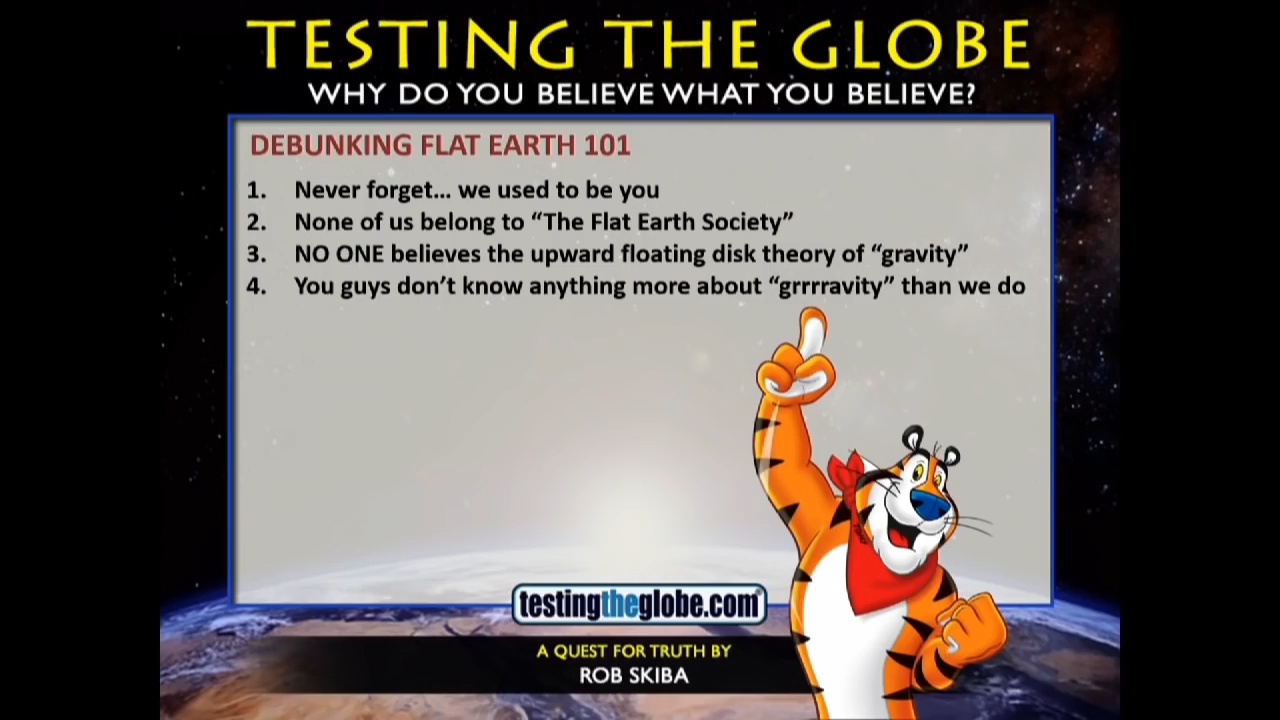 TESTING THE GLOBE
WHY DO YOU BELIEVE WHAT YOU BELIEVE?
DEBUNKING FLAT EARTH 101
1. Never forget... we used to be you
2. None of us belong to “The Flat Earth Society”
3. NO ONE believes the upward floating disk theory of “gravity”
4. You guys don’t know anything more about “grrrravity” than we do
testingtheglobe.com®
A QUEST FOR TRUTH BY
ROB SKIBA